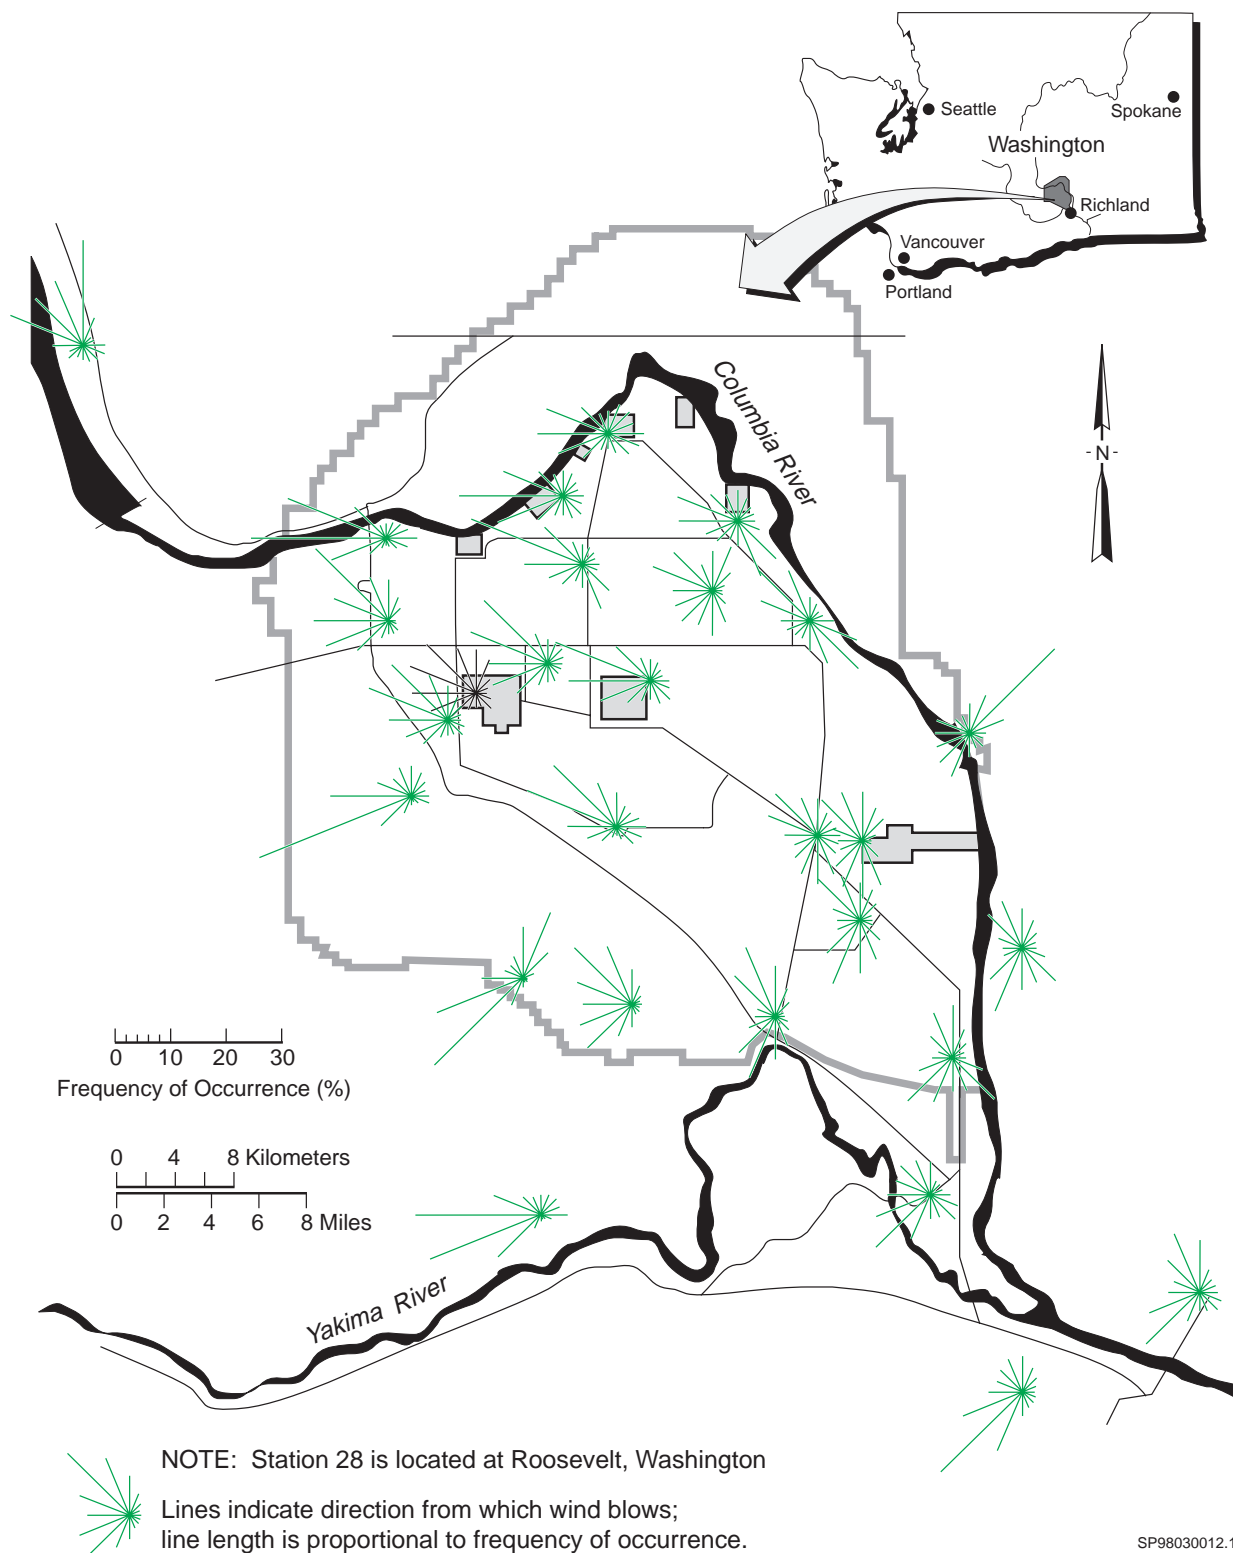 Seattle
Spokane
Washington
Richland
Vancouver
Portland
Columbia River
-N-
0 10 20 30
Frequency of Occurrence (%)
0 4 8 Kilometers
0 2 4 6 8 Miles
Yakima River
NOTE: Station 28 is located at Roosevelt, Washington
Lines indicate direction from which wind blows;
line length is proportional to frequency of occurrence.
SP98030012.1